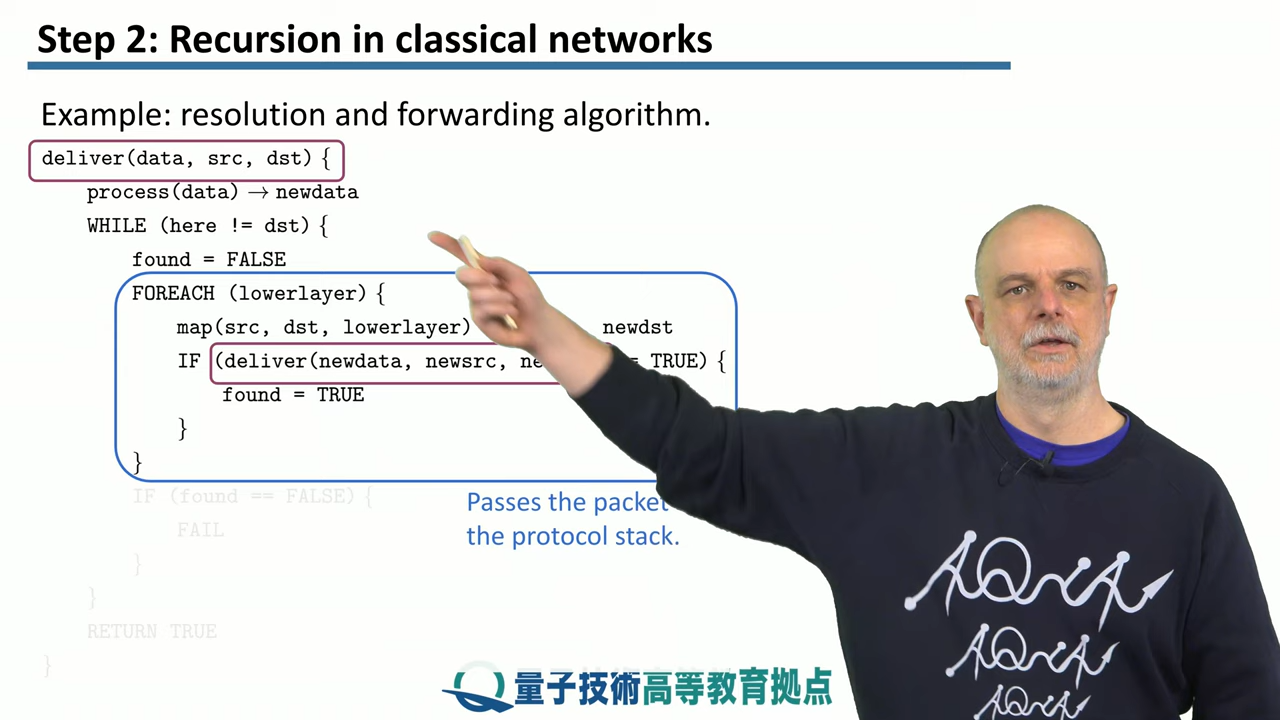 Step 2: Recursion in classical networks
Example: resolution and forwarding algorithm.
deliver(data, src, dst) {
process(data) → newdata
WHILE (here != dst) {
found = FALSE
FOREACH (lowerlayer) {
map(src, dst, lowerlayer) newdst
IF (deliver(newdata, newsrc, = TRUE) {
found = TRUE
}
}
IF (found == FALSE) {
FAIL
}
}
RETURN TRUE
}
Passes the packet
the protocol stack.
AQUA
AQUA
AQUA
量子技術高等教育拠点